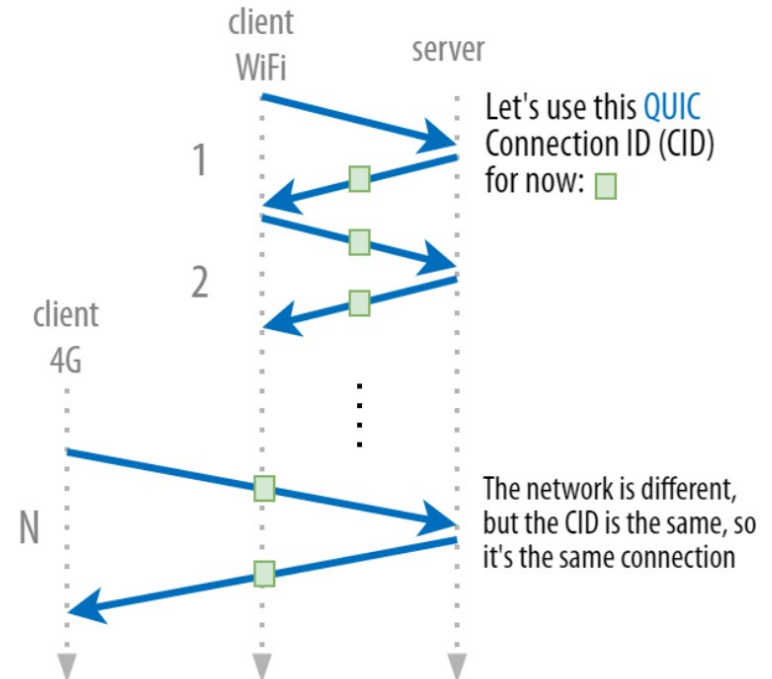 client
WiFi
server
Let's use this QUIC
Connection ID (CID)
for now:
1
2
client
4G
N
The network is different,
but the CID is the same, so
it's the same connection